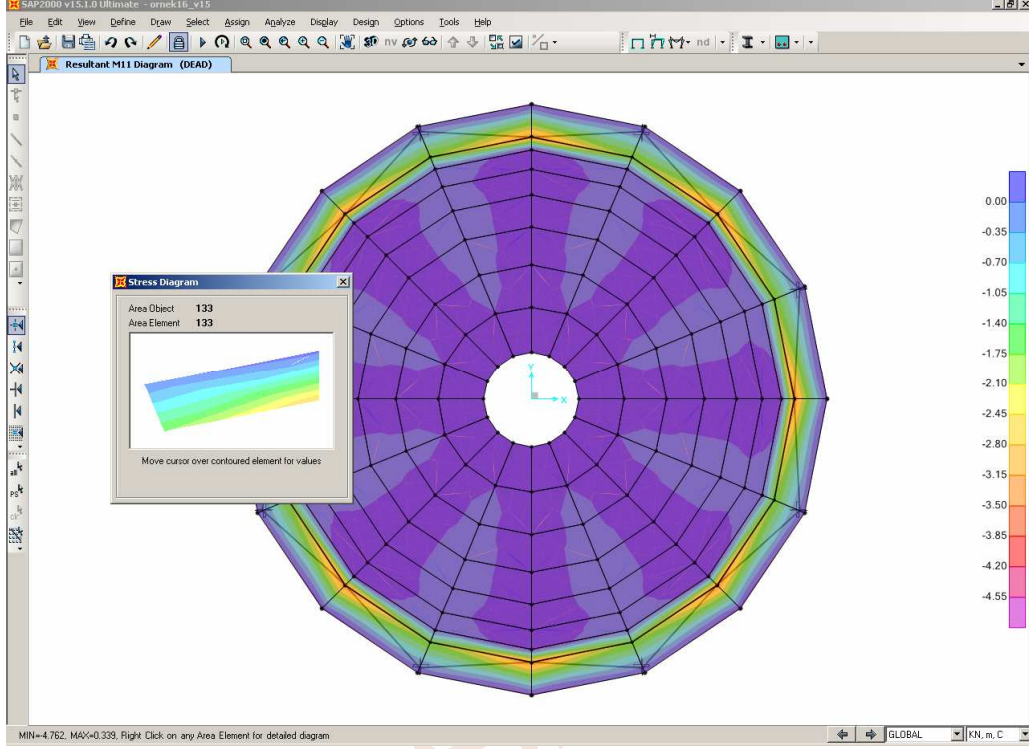 SAP2000 v15.1.0 Ultimate - ornek16_v15
File Edit View Define Draw Select Assign Analyze Display Design Options Tools Help
nv
nd
Resultant M11 Diagram (DEAD)
0.00
-0.35
-0.70
-1.05
-1.40
-1.75
-2.10
-2.45
-2.80
-3.15
-3.50
-3.85
-4.20
-4.55
Stress Diagram
Area Object 133
Area Element 133
Move cursor over contoured element for values
Y
X
all
PS
clr
MIN=-4.762, MAX=0.339, Right Click on any Area Element for detailed diagram
GLOBAL
KN, m, C